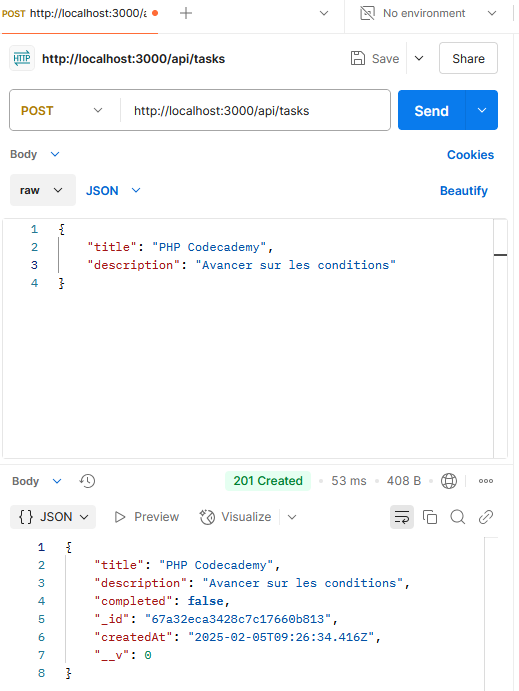 POST http://localhost:3000/a No environment
HTTP http://localhost:3000/api/tasks Save Share
POST http://localhost:3000/api/tasks Send
Body Cookies
raw JSON Beautify
1 {
2 "title": "PHP Codecademy",
3 "description": "Avancer sur les conditions"
4 }
Body 201 Created 53 ms 408 B
{} JSON Preview Visualize
1 {
2 "title": "PHP Codecademy",
3 "description": "Avancer sur les conditions",
4 "completed": false,
5 "_id": "67a32eca3428c7c17660b813",
6 "createdAt": "2025-02-05T09:26:34.416Z",
7 "__v": 0
8 }